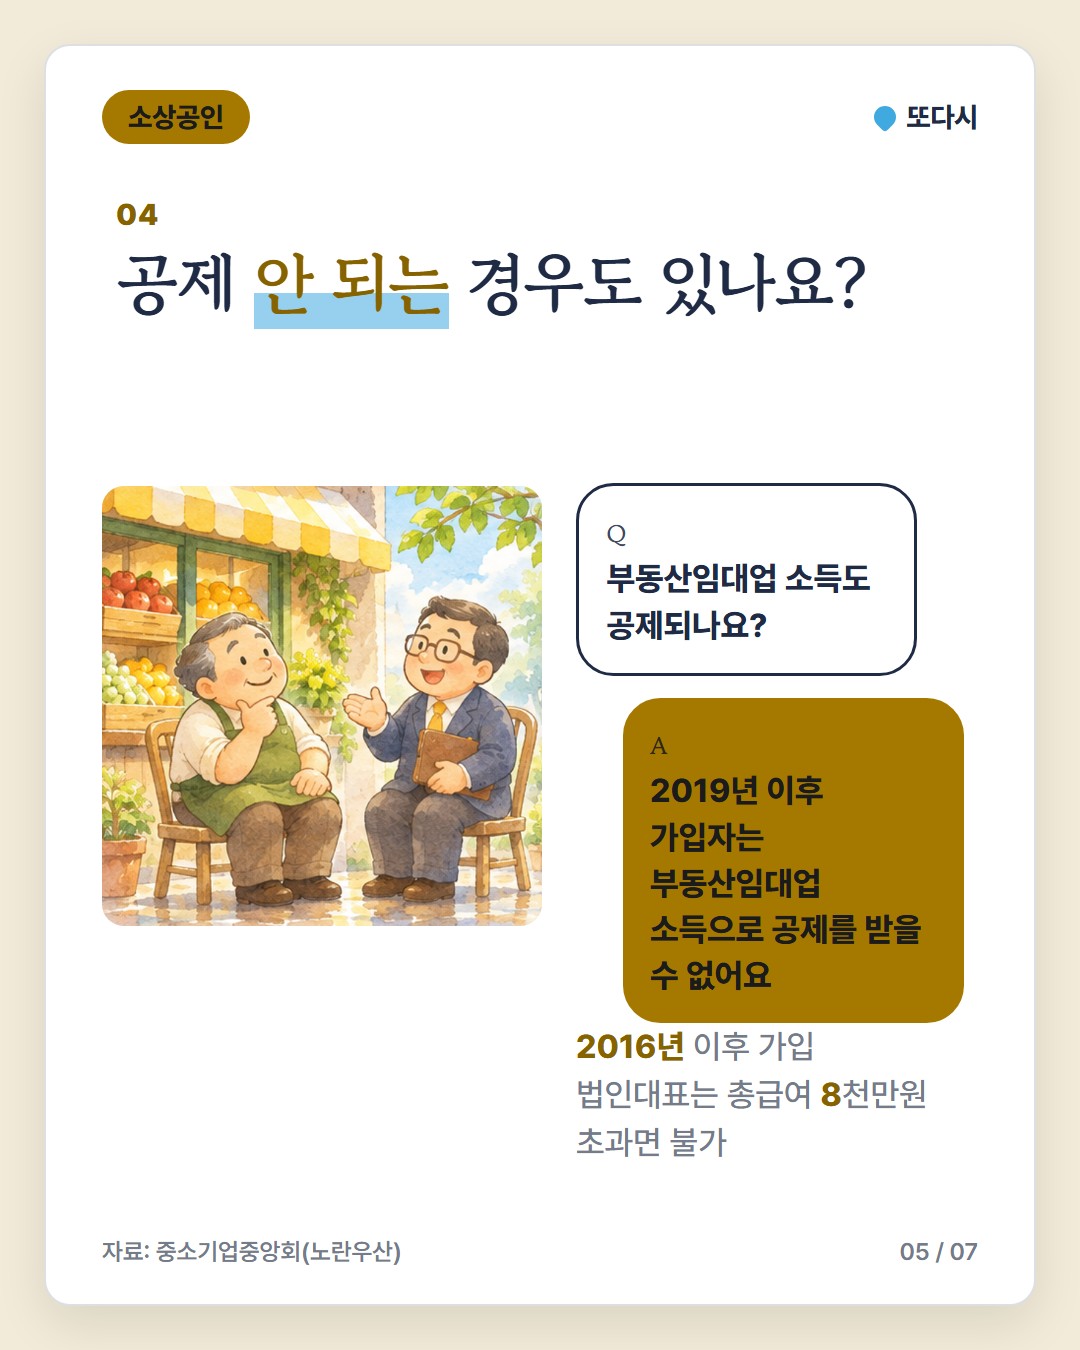 소상공인
또다시
04
공제 안 되는 경우도 있나요?
Q
부동산임대업 소득도
공제되나요?
A
2019년 이후
가입자는
부동산임대업
소득으로 공제를 받을
수 없어요
2016년 이후 가입
법인대표는 총급여 8천만원
초과면 불가
자료: 중소기업중앙회(노란우산)
05 / 07